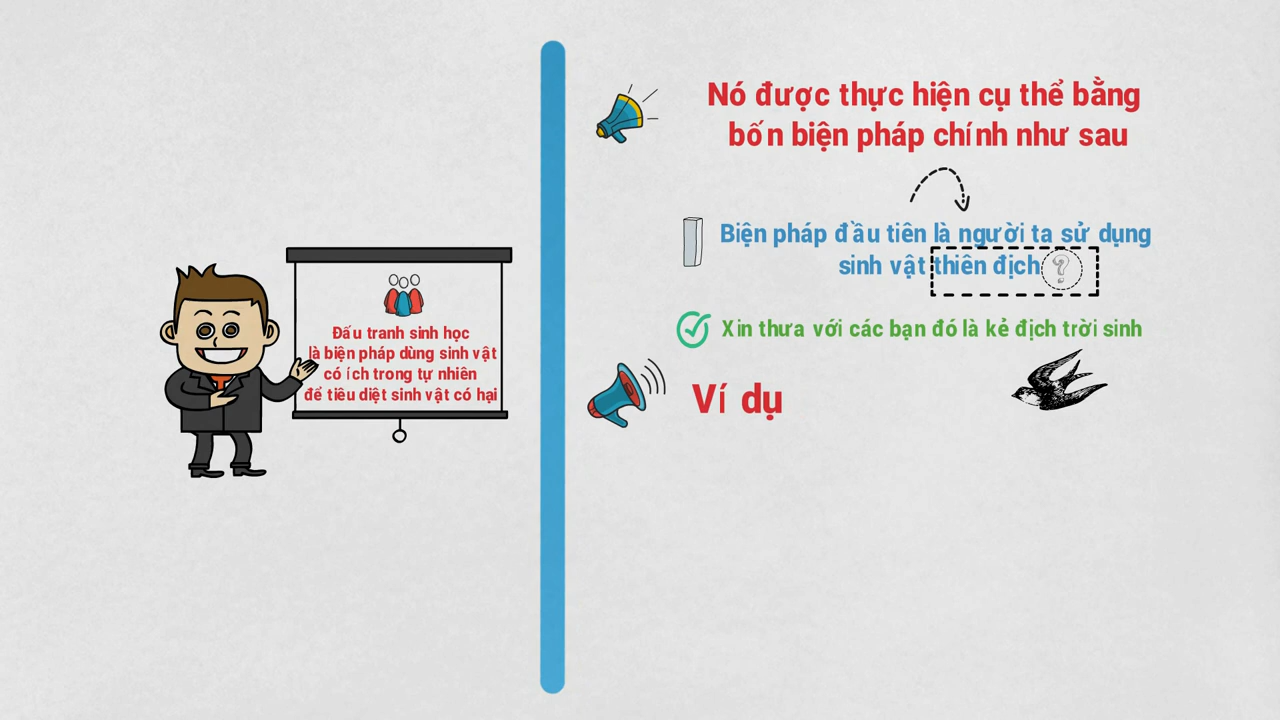 Đấu tranh sinh học
là biện pháp dùng sinh vật
có ích trong tự nhiên
để tiêu diệt sinh vật có hại
Nó được thực hiện cụ thể bằng
bốn biện pháp chính như sau
Biện pháp đầu tiên là người ta sử dụng
sinh vật thiên địch ?
Xin thưa với các bạn đó là kẻ địch trời sinh
Ví dụ